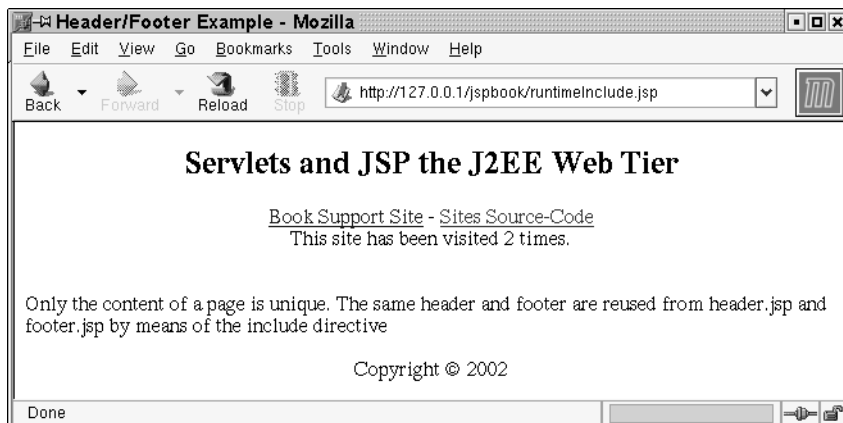 Header/Footer Example - Mozilla
File Edit View Go Bookmarks Tools Window Help
Back Forward Reload Stop http://127.0.0.1/jspbook/runtimeInclude.jsp
Servlets and JSP the J2EE Web Tier
Book Support Site - Sites Source-Code
This site has been visited 2 times.
Only the content of a page is unique. The same header and footer are reused from header.jsp and
footer.jsp by means of the include directive
Copyright © 2002
Done